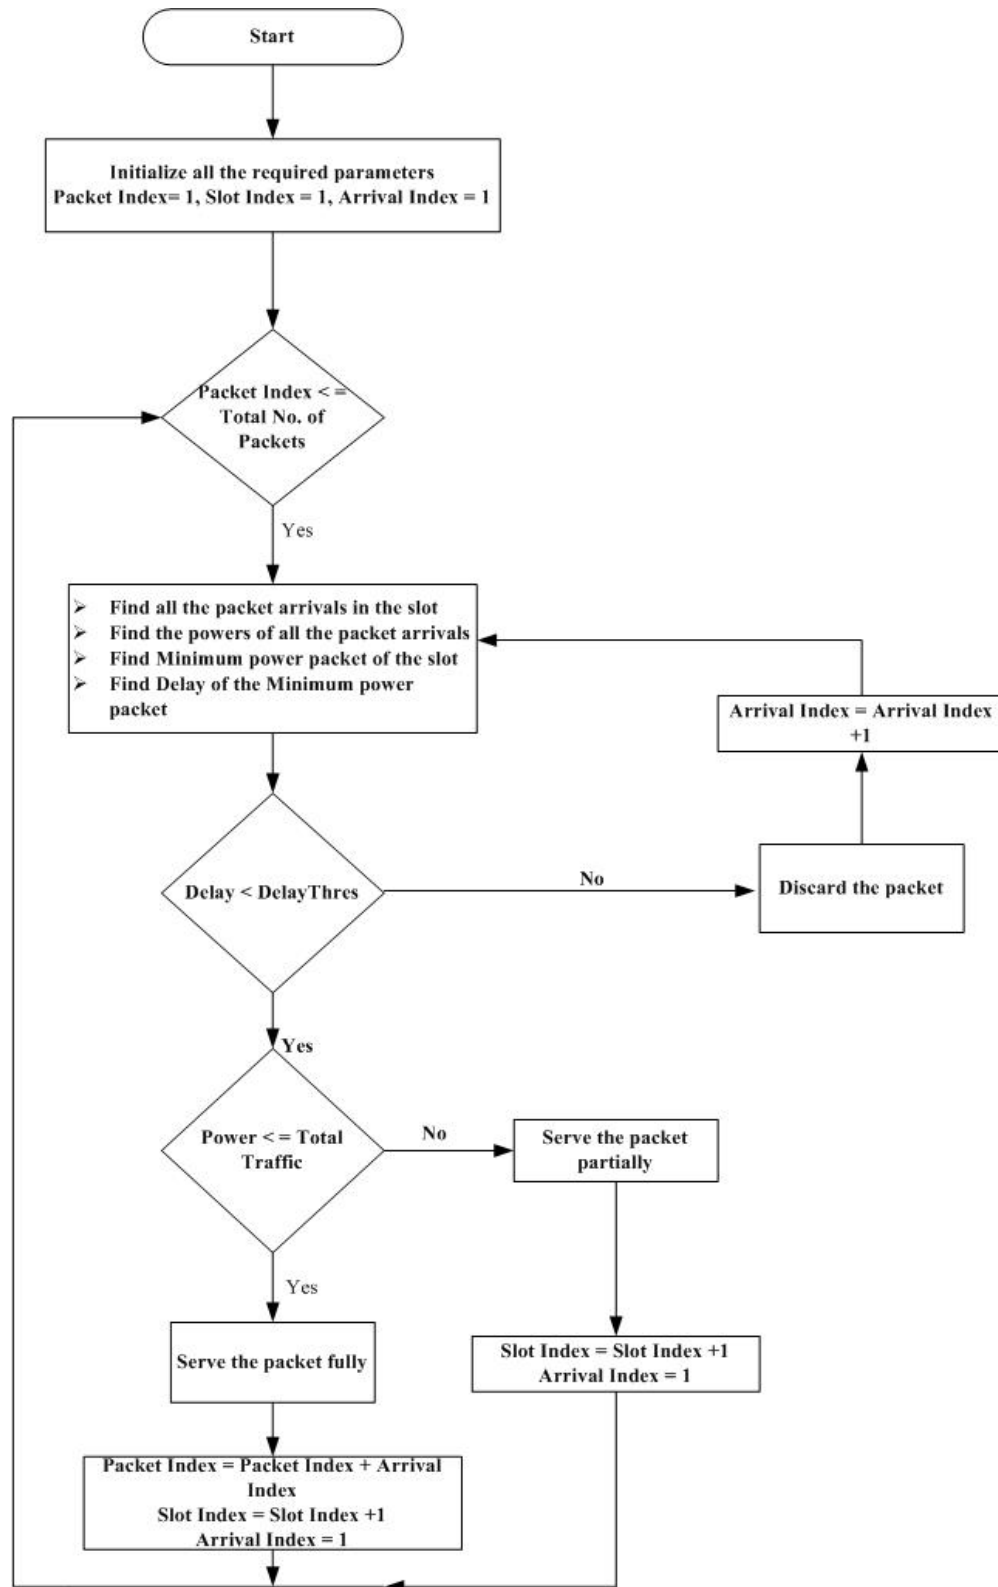 Start
Initialize all the required parameters
Packet Index= 1, Slot Index = 1, Arrival Index = 1
Packet Index < =
Total No. of
Packets
Yes
➢ Find all the packet arrivals in the slot
➢ Find the powers of all the packet arrivals
➢ Find Minimum power packet of the slot
➢ Find Delay of the Minimum power
packet
Arrival Index = Arrival Index
+1
Delay < DelayThres
No
Discard the packet
Yes
Power < = Total
Traffic
No
Serve the packet
partially
Yes
Serve the packet fully
Slot Index = Slot Index +1
Arrival Index = 1
Packet Index = Packet Index + Arrival
Index
Slot Index = Slot Index +1
Arrival Index = 1